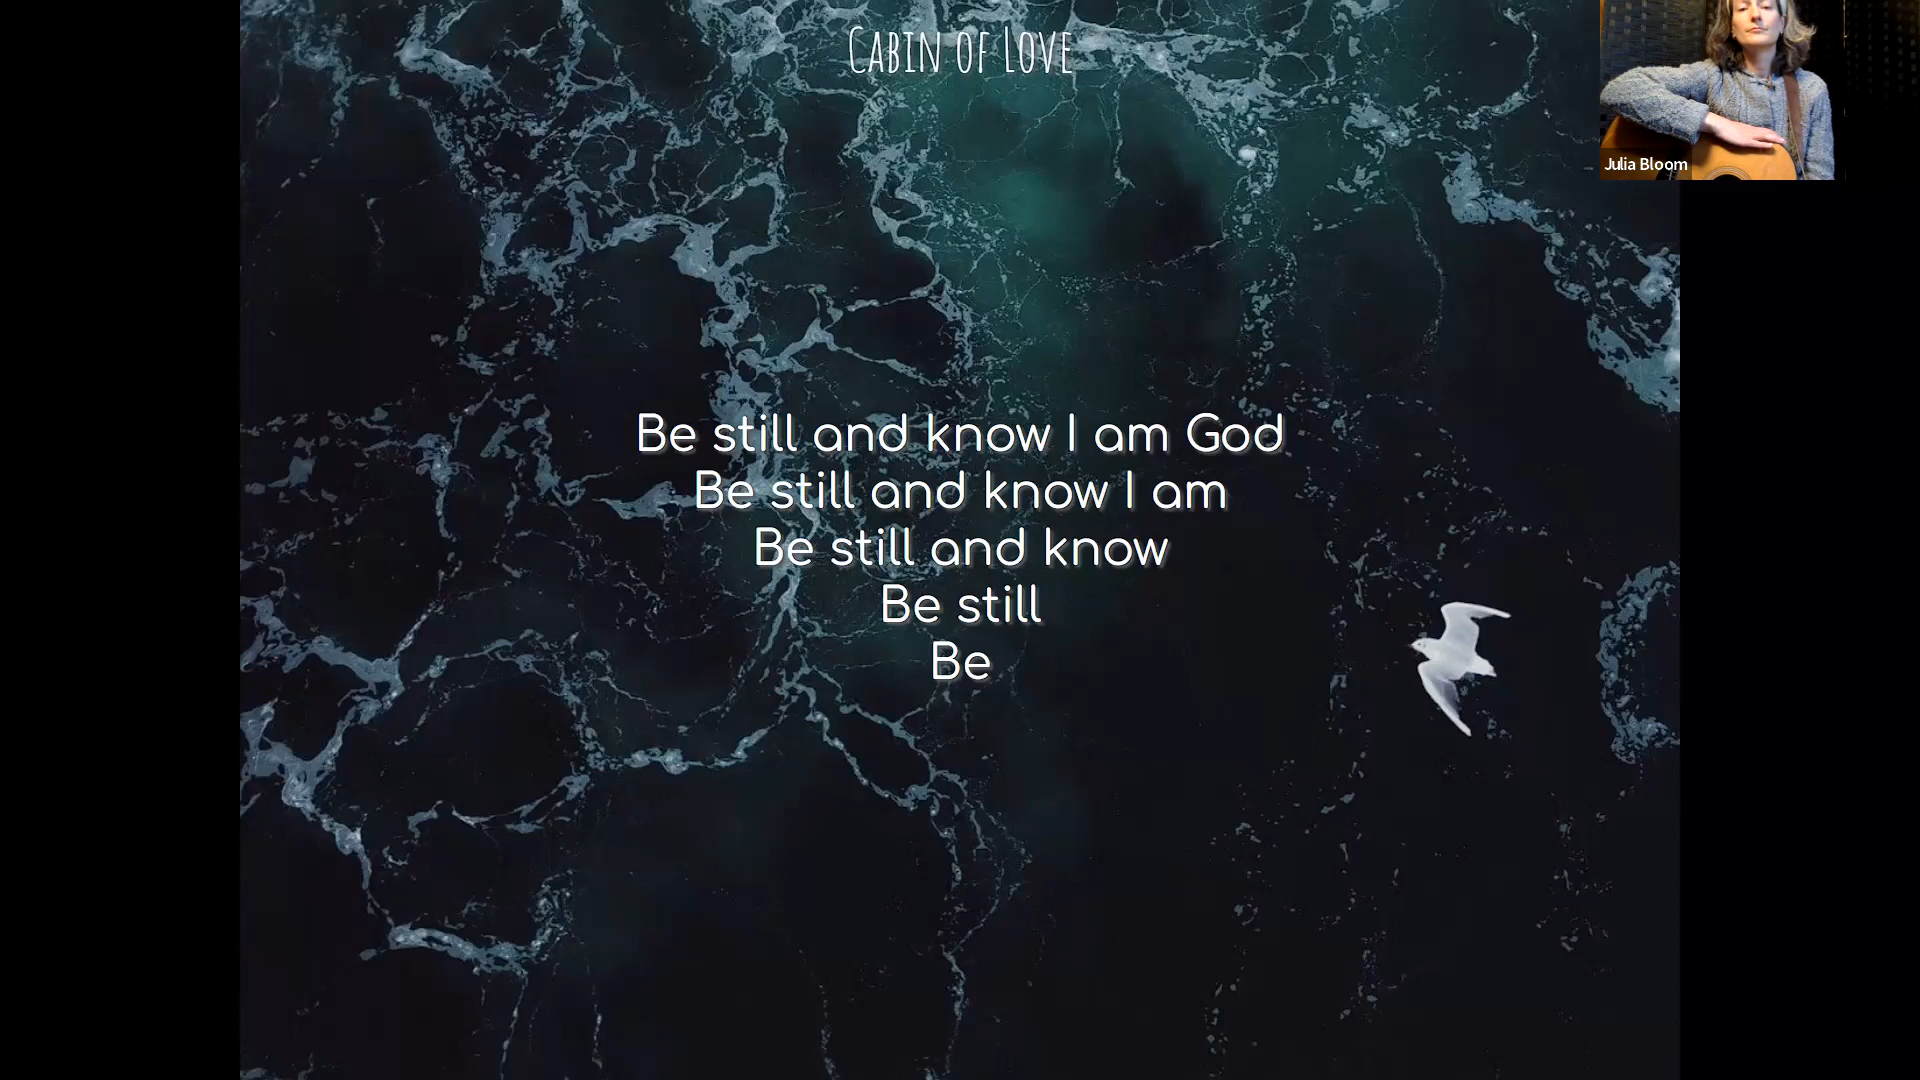 Cabin of Love
Julia Bloom
Be still and know I am God
Be still and know I am
Be still and know
Be still
Be